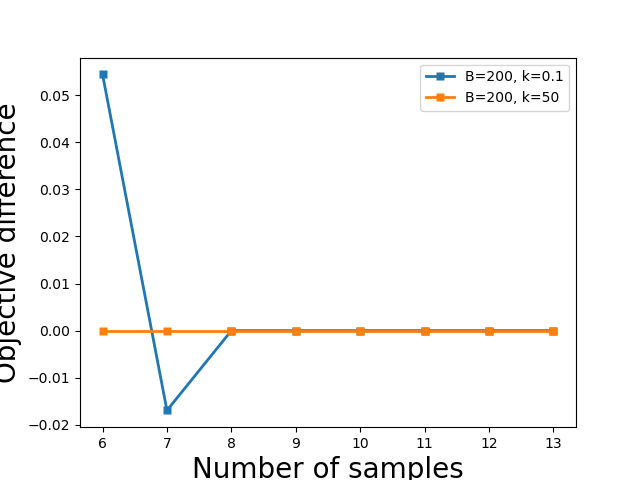 B=200, k=0.1
B=200, k=50
0.05
0.04
0.03
0.02
0.01
0.00
−0.01
−0.02
Objective difference
6 7 8 9 10 11 12 13
Number of samples